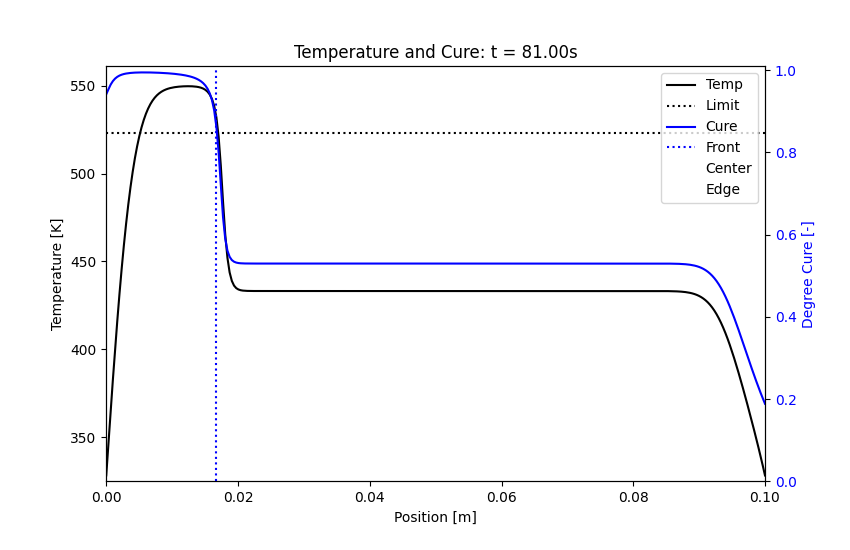 Temperature and Cure: t = 81.00s
Temperature [K]
550
500
450
400
350
Temp
Limit
Cure
Front
Center
Edge
1.0
0.8
0.6
0.4
0.2
0.0
Degree Cure [-]
0.00 0.02 0.04 0.06 0.08 0.10
Position [m]